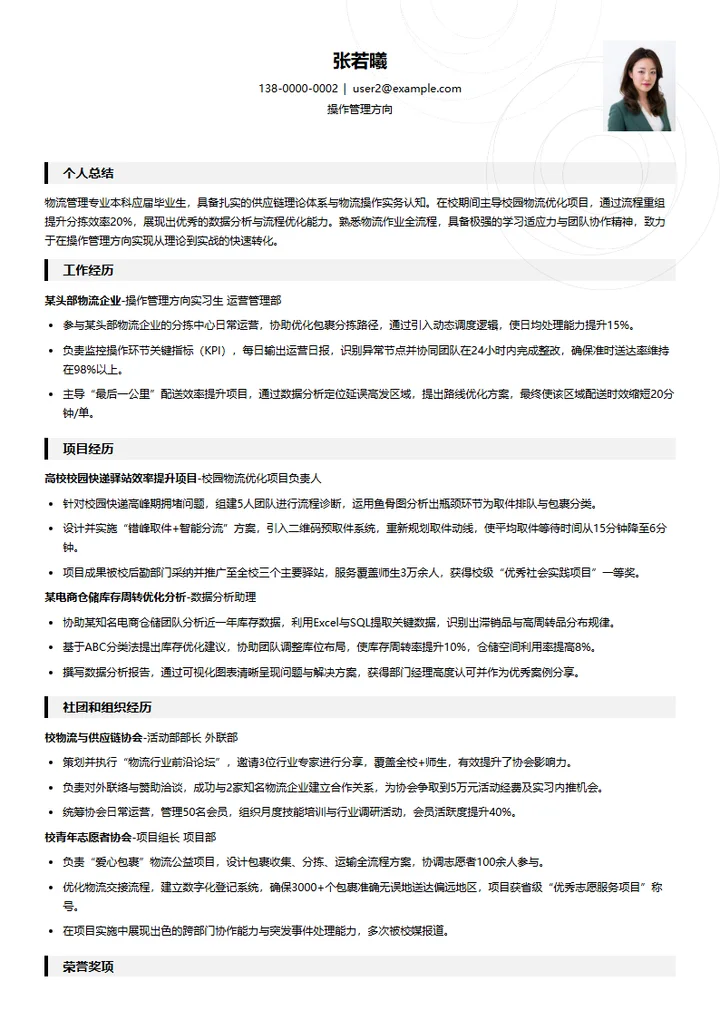 张若曦
138-0000-0002 | user2@example.com
操作管理方向
个人总结
物流管理专业本科应届毕业生，具备扎实的供应链理论体系与物流操作实务认知。在校期间主导校园物流优化项目，通过流程重组
提升分拣效率20%，展现出优秀的数据分析与流程优化能力。熟悉物流作业全流程，具备极强的学习适应力与团队协作精神，致力
于在操作管理方向实现从理论到实战的快速转化。
工作经历
某头部物流企业-操作管理方向实习生 运营管理部
• 参与某头部物流企业的分拣中心日常运营，协助优化包裹分拣路径，通过引入动态调度逻辑，使日均处理能力提升15%。
• 负责监控操作环节关键指标（KPI），每日输出运营日报，识别异常节点并协同团队在24小时内完成整改，确保准时送达率维持
在98%以上。
• 主导“最后一公里”配送效率提升项目，通过数据分析定位延误高发区域，提出路线优化方案，最终使该区域配送时效缩短20分
钟/单。
项目经历
高校校园快递驿站效率提升项目-校园物流优化项目负责人
• 针对校园快递高峰期拥堵问题，组建5人团队进行流程诊断，运用鱼骨图分析出瓶颈环节为取件排队与包裹分类。
• 设计并实施“错峰取件+智能分流”方案，引入二维码预取件系统，重新规划取件动线，使平均取件等待时间从15分钟降至6分
钟。
• 项目成果被校后勤部门采纳并推广至全校三个主要驿站，服务覆盖师生3万余人，获得校级“优秀社会实践项目”一等奖。
某电商仓储库存周转优化分析-数据分析助理
• 协助某知名电商仓储团队分析近一年库存数据，利用Excel与SQL提取关键数据，识别出滞销品与高周转品分布规律。
• 基于ABC分类法提出库存优化建议，协助团队调整库位布局，使库存周转率提升10%，仓储空间利用率提高8%。
• 撰写数据分析报告，通过可视化图表清晰呈现问题与解决方案，获得部门经理高度认可并作为优秀案例分享。
社团和组织经历
校物流与供应链协会-活动部部长 外联部
• 策划并执行“物流行业前沿论坛”，邀请3位行业专家进行分享，覆盖全校+师生，有效提升了协会影响力。
• 负责对外联络与赞助洽谈，成功与2家知名物流企业建立合作关系，为协会争取到5万元活动经费及实习内推机会。
• 统筹协会日常运营，管理50名会员，组织月度技能培训与行业调研活动，会员活跃度提升40%。
校青年志愿者协会-项目组长 项目部
• 负责“爱心包裹”物流公益项目，设计包裹收集、分拣、运输全流程方案，协调志愿者100余人参与。
• 优化物流交接流程，建立数字化登记系统，确保3000+个包裹准确无误地送达偏远地区，项目获省级“优秀志愿服务项目”称
号。
• 在项目实施中展现出色的跨部门协作能力与突发事件处理能力，多次被校媒报道。
荣誉奖项